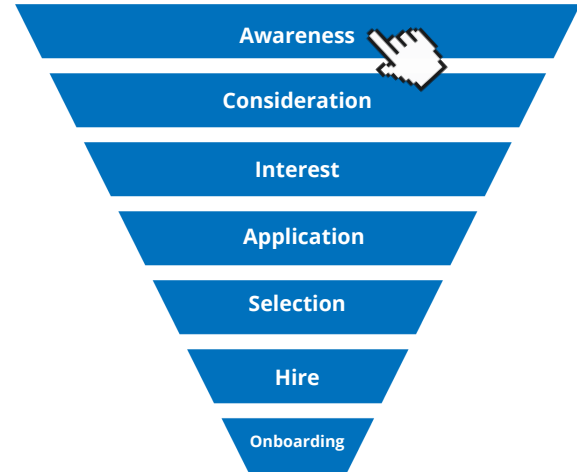 Awareness
Consideration
Interest
Application
Selection
Hire
Onboarding